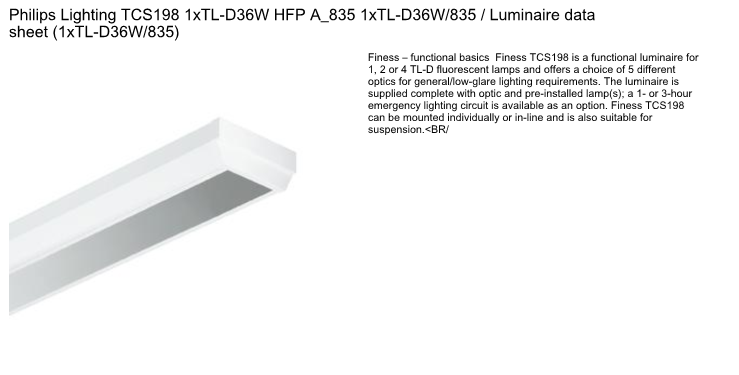 Philips Lighting TCS198 1xTL-D36W HFP A_835 1xTL-D36W/835 / Luminaire data
sheet (1xTL-D36W/835)
Finess – functional basics  Finess TCS198 is a functional luminaire for
1, 2 or 4 TL-D fluorescent lamps and offers a choice of 5 different
optics for general/low-glare lighting requirements. The luminaire is
supplied complete with optic and pre-installed lamp(s); a 1- or 3-hour
emergency lighting circuit is available as an option. Finess TCS198
can be mounted individually or in-line and is also suitable for
suspension.<BR/